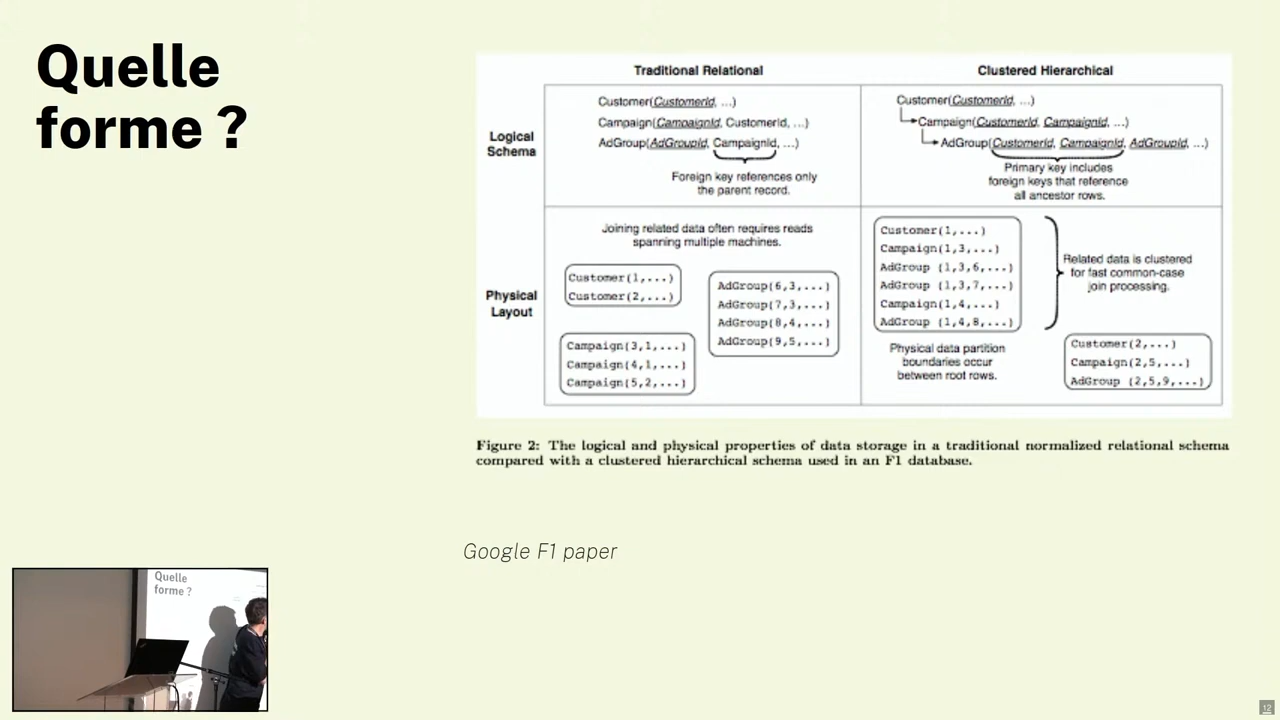 Quelle
forme ?
Traditional Relational
Clustered Hierarchical
Logical
Schema
Customer(CustomerId, ...)
Campaign(CampaignId, CustomerId, ...)
AdGroup(AdGroupId, CampaignId, ...)
Foreign key references only
the parent record.
Customer(CustomerId, ...)
Campaign(CustomerId, CampaignId, ...)
AdGroup(CustomerId, CampaignId, AdGroupId, ...)
Primary key includes
foreign keys that reference
all ancestor rows.
Physical
Layout
Joining related data often requires reads
spanning multiple machines.
Customer(1,...)
Customer(2,...)
AdGroup(6,3,...)
AdGroup(7,3,...)
AdGroup(8,4,...)
AdGroup(9,5,...)
Campaign(3,1,...)
Campaign(4,1,...)
Campaign(5,2,...)
Customer(1,...)
Campaign(1,3,...)
AdGroup (1,3,6,...)
AdGroup (1,3,7,...)
Campaign(1,4,...)
AdGroup (1,4,8,...)
Related data is clustered
for fast common-case
join processing.
Physical data partition
boundaries occur
between root rows.
Customer(2,...)
Campaign(2,5,...)
AdGroup (2,5,9,...)
Figure 2: The logical and physical properties of data storage in a traditional normalized relational schema
compared with a clustered hierarchical schema used in an F1 database.
Google F1 paper
Quelle
forme ?
12